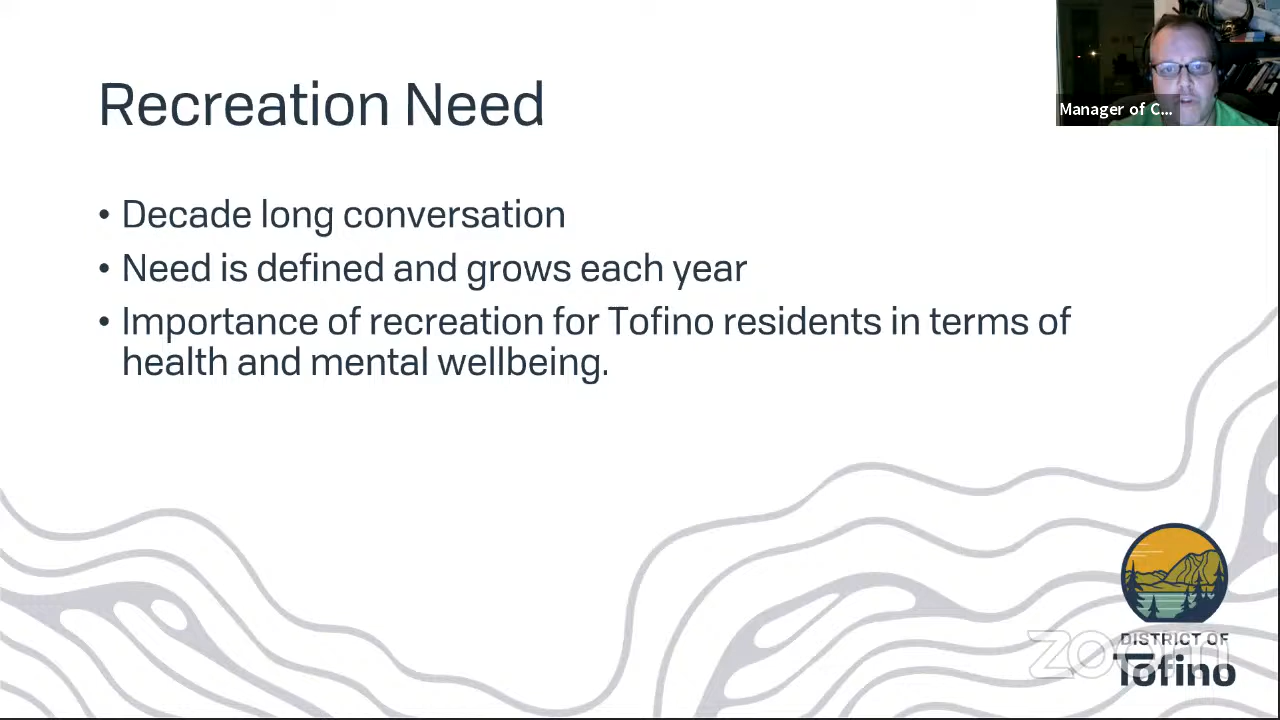 Manager of C...
Recreation Need
• Decade long conversation
• Need is defined and grows each year
• Importance of recreation for Tofino residents in terms of
health and mental wellbeing.
DISTRICT OF
Tofino
zoom